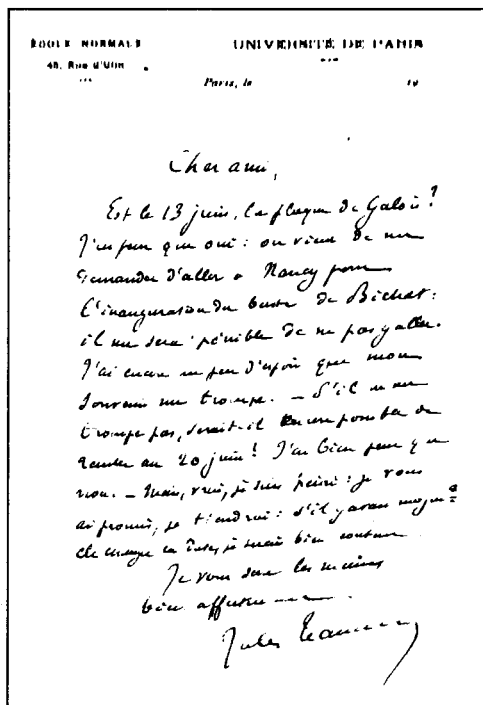 ÉCOLE NORMALE UNIVERSITÉ DE PARIS
45, Rue d'Ulm
Paris, le 19
Cher ami,
Est-ce le 13 juin, la plaque de Galois?
J'ai peur que oui : on vient de me
demander d'aller à Nancy pour
l'inauguration du buste de Bichat :
il me sera pénible de ne pas y aller.
J'ai encore un peu d'espoir que mon
souvenir me trompe. — S'il ne me
trompe pas, serait-il encore possible de
au 20 juin! J'ai bien peur que
non. — Mais, vrai, je suis peiné : je vous
ai promis, je tiendrai : s'il y avait moyen
de changer la date, je serais bien content
Je vous serre les mains
bien affectueusement.
Jules